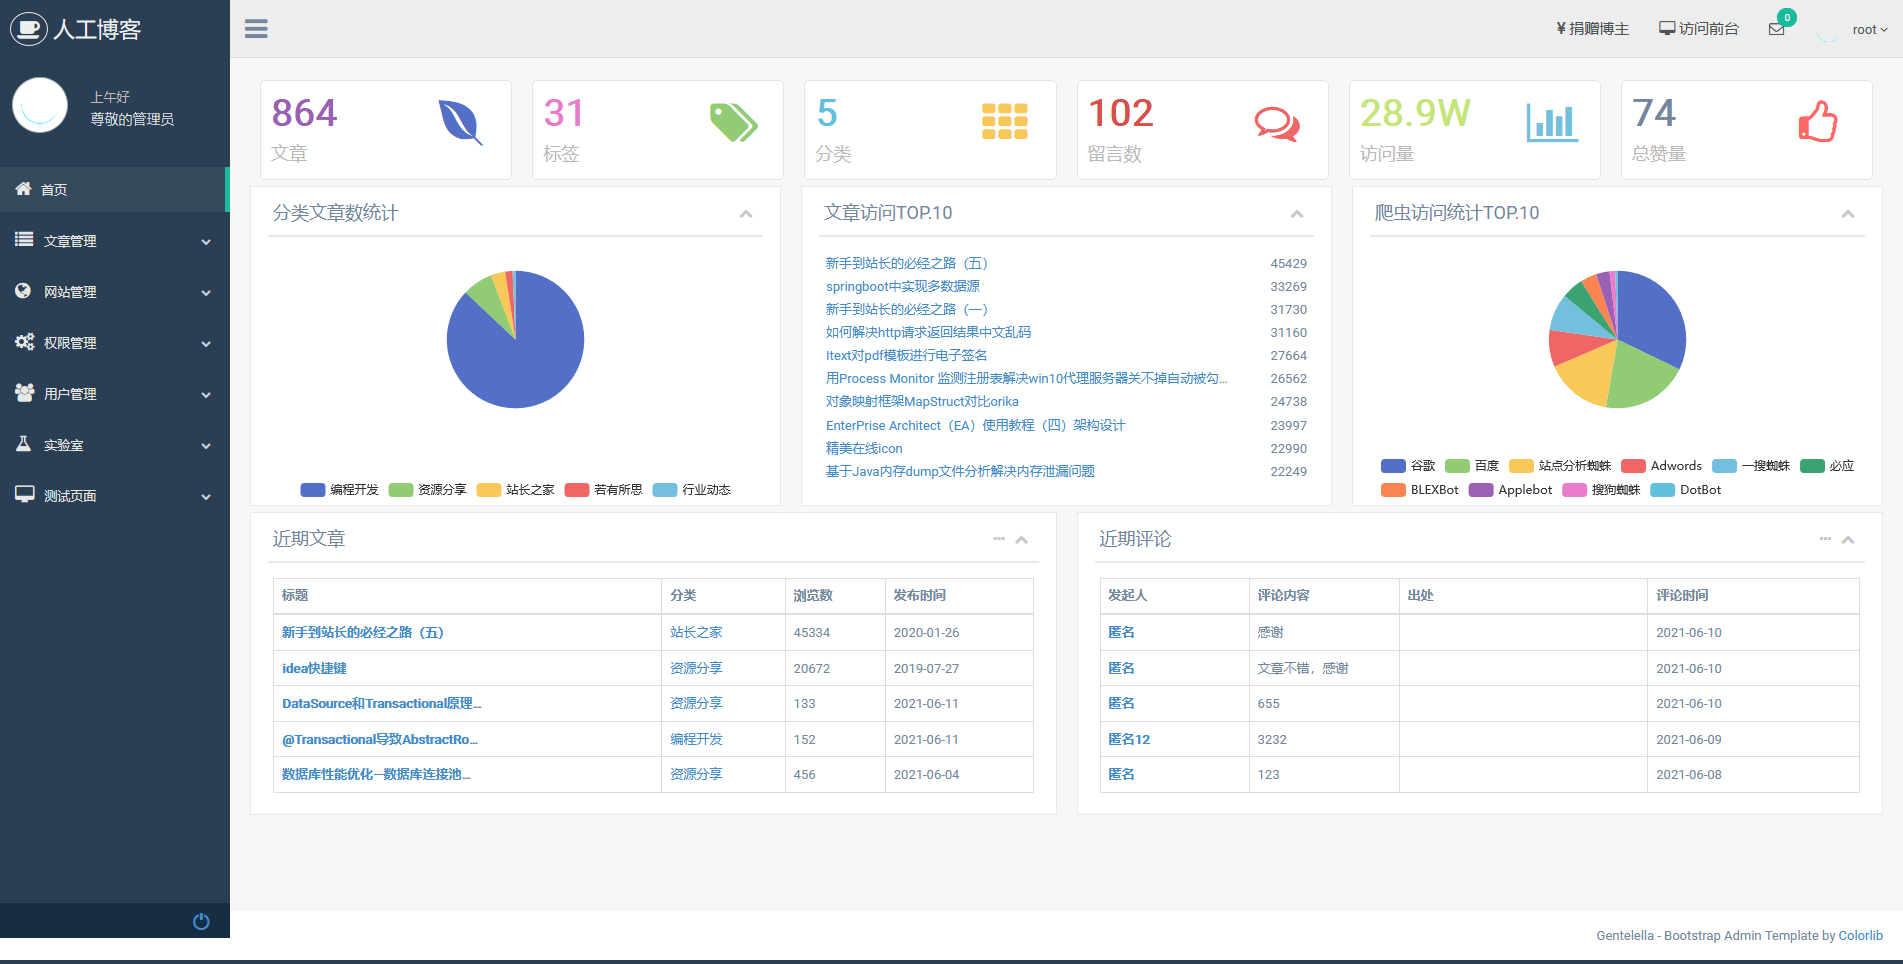 人工博客
¥ 捐赠博主
访问前台
0
root
上午好
尊敬的管理员
首页
文章管理
网站管理
权限管理
用户管理
实验室
测试页面
864
文章
31
标签
5
分类
102
留言数
28.9W
访问量
74
总赞量
分类文章数统计
编程开发 资源分享 站长之家 若有所思 行业动态
文章访问TOP.10
新手到站长的必经之路（五） 45429
springboot中实现多数据源 33269
新手到站长的必经之路（一） 31730
如何解决http请求返回结果中文乱码 31160
Itext对pdf模板进行电子签名 27664
用Process Monitor 监测注册表解决win10代理服务器关不掉自动被勾... 26562
对象映射框架MapStruct对比orika 24738
EnterPrise Architect（EA）使用教程（四）架构设计 23997
精美在线icon 22990
基于Java内存dump文件分析解决内存泄漏问题 22249
爬虫访问统计TOP.10
谷歌 百度 站点分析蜘蛛 Adwords 一搜蜘蛛 必应
BLEXBot Applebot 搜狗蜘蛛 DotBot
近期文章
标题 分类 浏览数 发布时间
新手到站长的必经之路（五） 站长之家 45334 2020-01-26
idea快捷键 资源分享 20672 2019-07-27
DataSource和Transactional原理... 资源分享 133 2021-06-11
@Transactional导致AbstractRo... 编程开发 152 2021-06-11
数据库性能优化—数据库连接池... 资源分享 456 2021-06-04
近期评论
发起人 评论内容 出处 评论时间
匿名 感谢 2021-06-10
匿名 文章不错，感谢 2021-06-10
匿名 655 2021-06-10
匿名12 3232 2021-06-09
匿名 123 2021-06-08
Gentelella - Bootstrap Admin Template by Colorlib